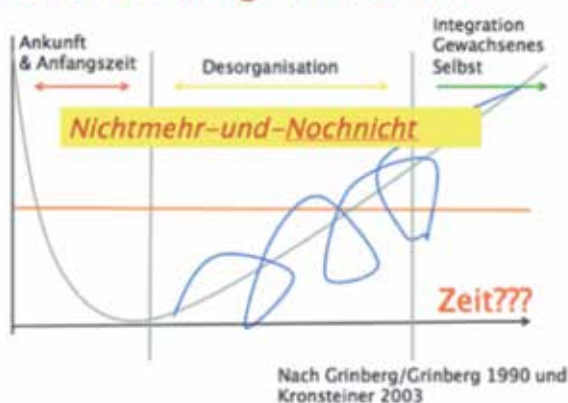 Ankunft
& Anfangszeit
Desorganisation
Integration
Gewachsenes
Selbst
Nichtmehr-und-Nochnicht
Zeit???
Nach Grinberg/Grinberg 1990 und
Kronsteiner 2003